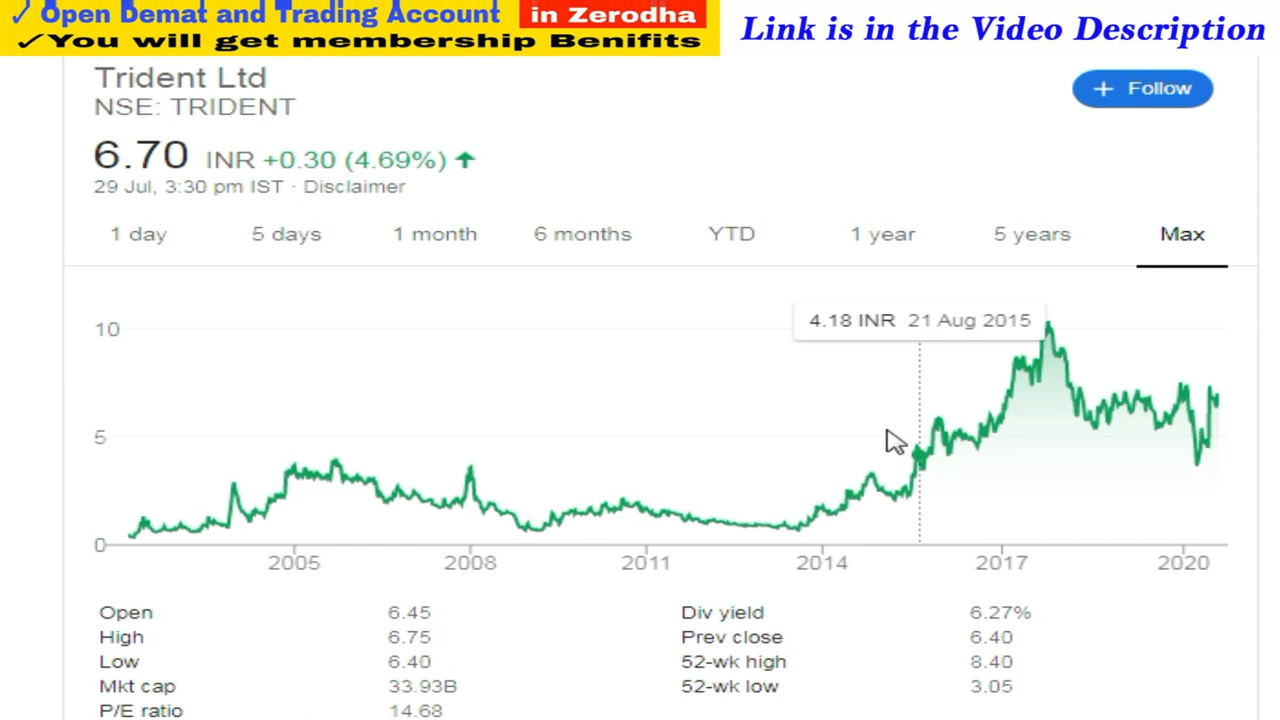 ✓ Open Demat and Trading Account in Zerodha
✓You will get membership Benifits
Link is in the Video Description
Trident Ltd
NSE: TRIDENT
+ Follow
6.70 INR +0.30 (4.69%) ↑
29 Jul, 3:30 pm IST · Disclaimer
1 day 5 days 1 month 6 months YTD 1 year 5 years Max
4.18 INR 21 Aug 2015
10
5
0
2005 2008 2011 2014 2017 2020
Open 6.45 Div yield 6.27%
High 6.75 Prev close 6.40
Low 6.40 52-wk high 8.40
Mkt cap 33.93B 52-wk low 3.05
P/E ratio 14.68